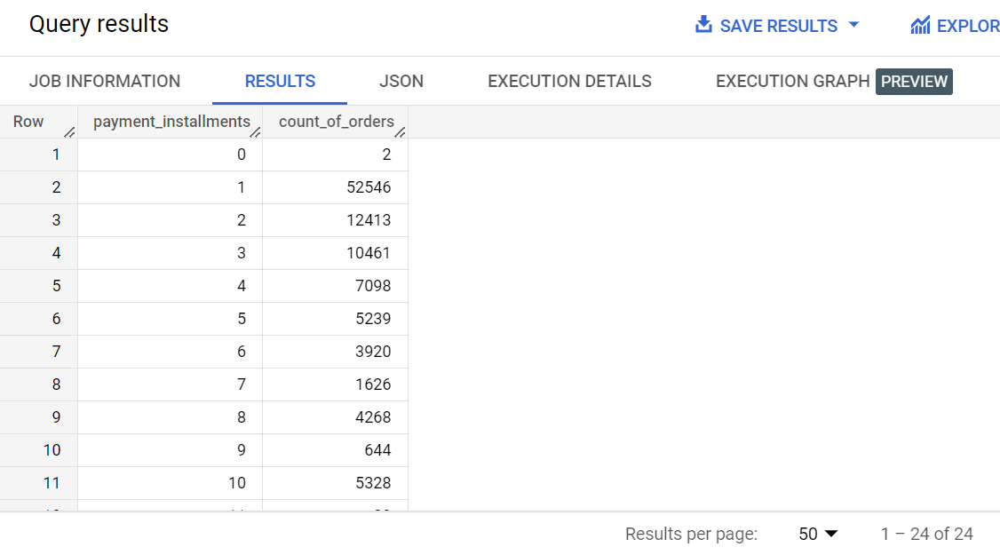 Query results
SAVE RESULTS
EXPLOR
JOB INFORMATION RESULTS JSON EXECUTION DETAILS EXECUTION GRAPH PREVIEW
Row payment_installments count_of_orders
1 0 2
2 1 52546
3 2 12413
4 3 10461
5 4 7098
6 5 5239
7 6 3920
8 7 1626
9 8 4268
10 9 644
11 10 5328
Results per page: 50 1 – 24 of 24